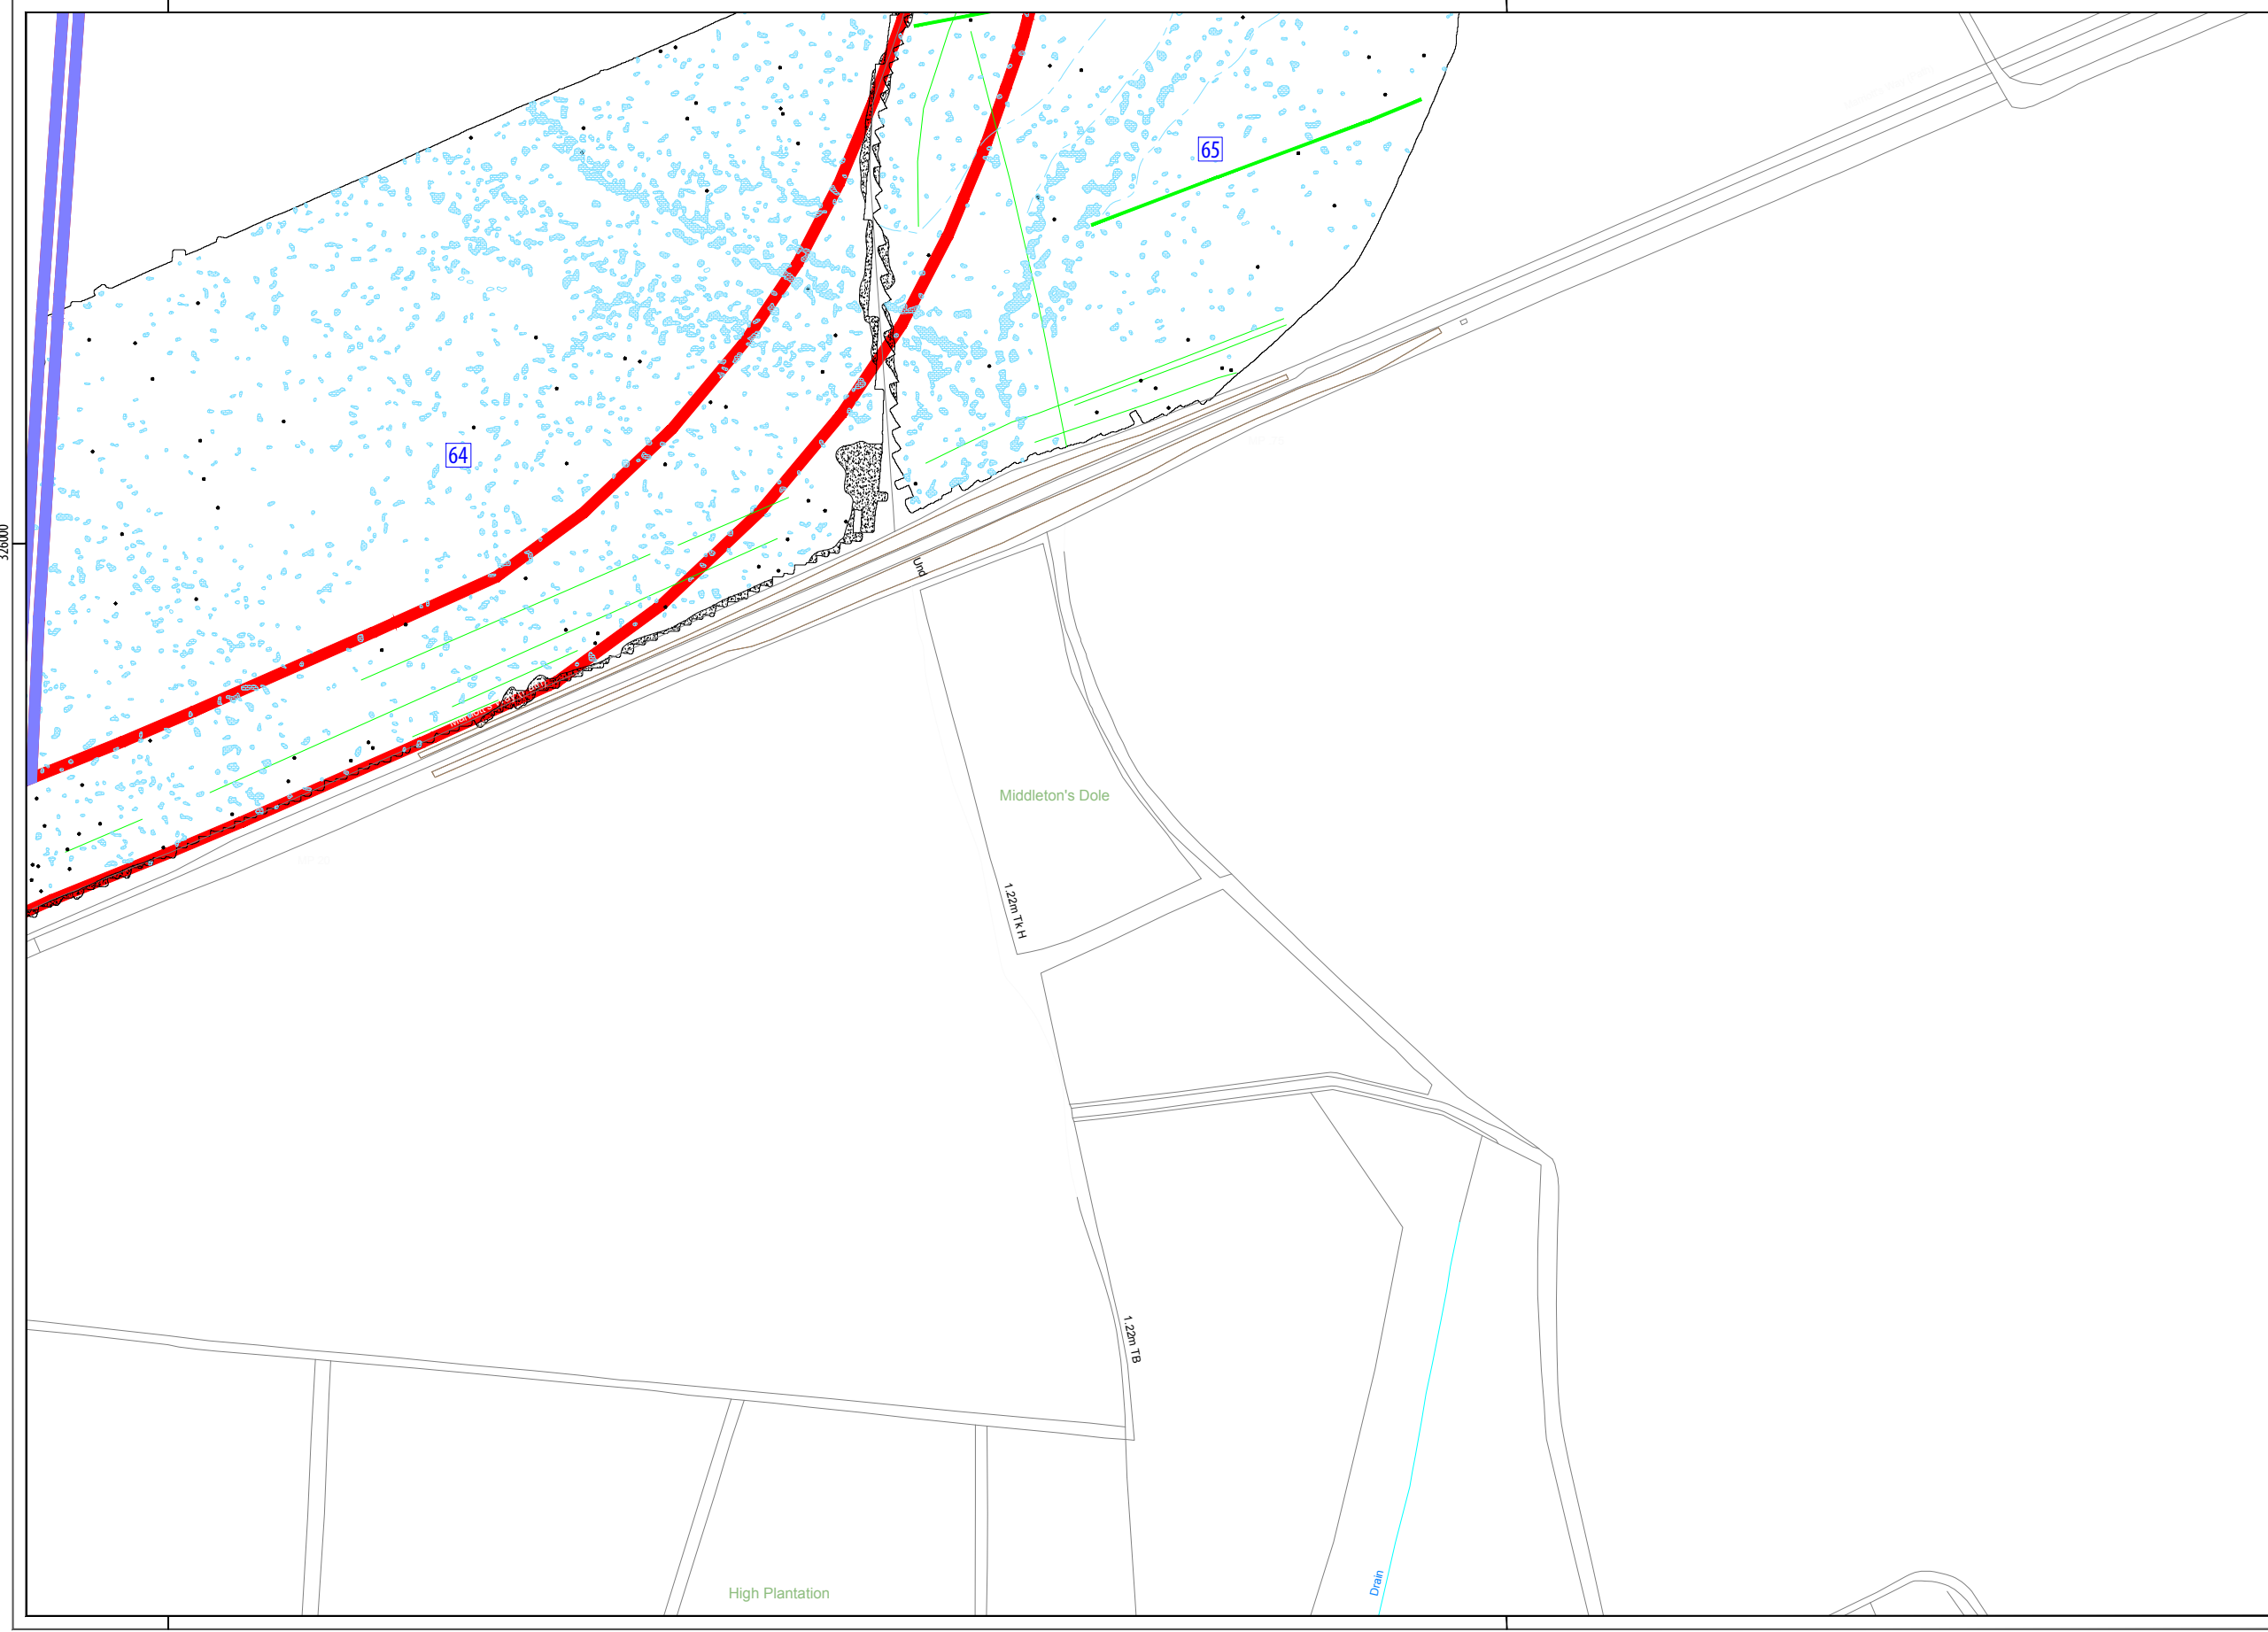 65
64
326000
Und
Middleton's Dole
1.22m Tk H
1.22m TB
Drain
High Plantation